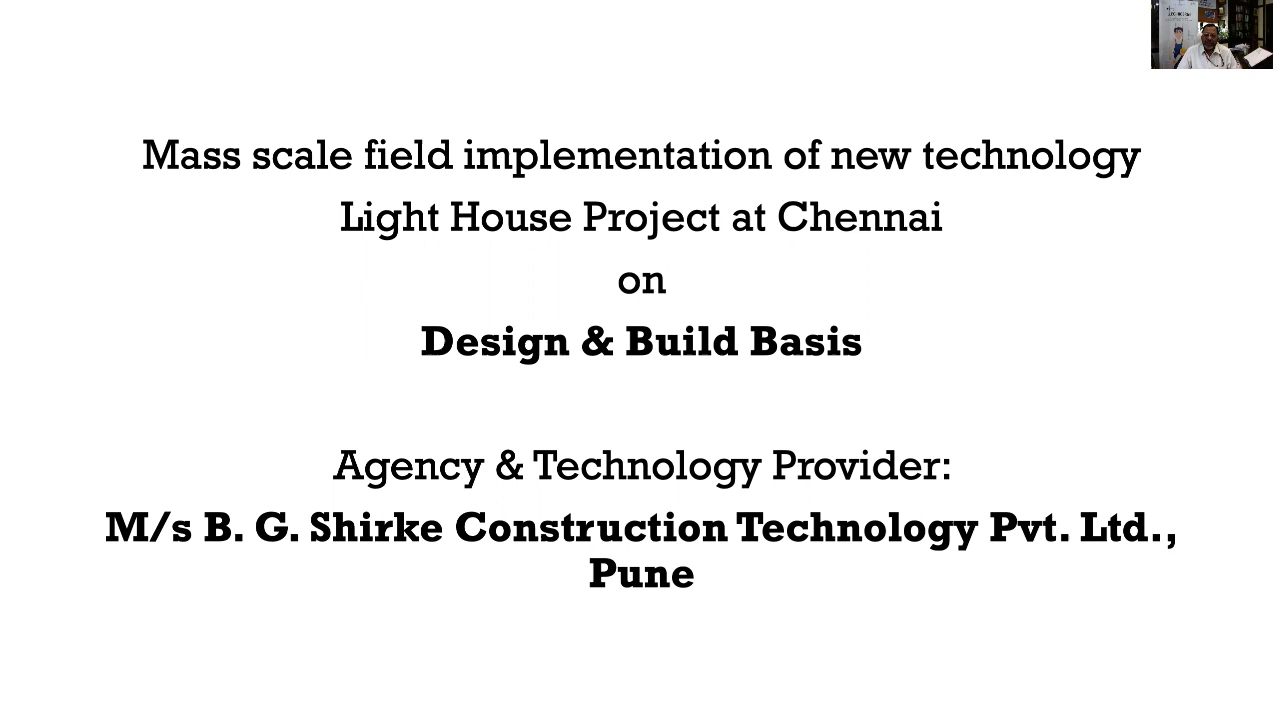 Mass scale field implementation of new technology
Light House Project at Chennai
on
Design & Build Basis
Agency & Technology Provider:
M/s B. G. Shirke Construction Technology Pvt. Ltd.,
Pune